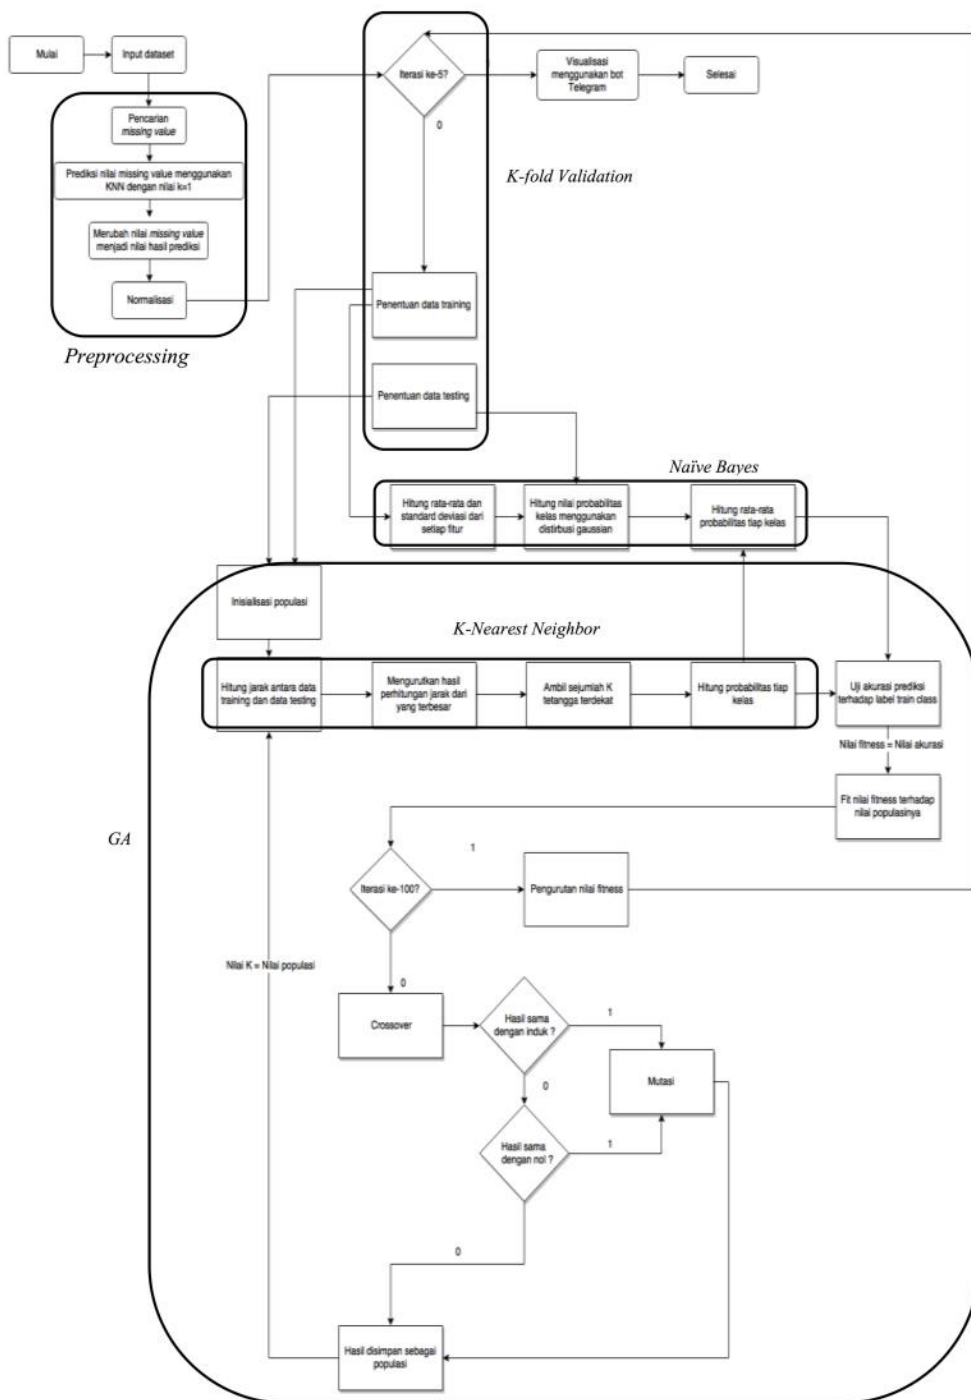 Mulai
Input dataset
Pencarian
missing value
Prediksi nilai missing value menggunakan
KNN dengan nilai k=1
Merubah nilai missing value
menjadi nilai hasil prediksi
Normalisasi
Preprocessing
Iterasi ke-5?
Visualisasi
menggunakan bot
Telegram
Selesai
0
K-fold Validation
Penentuan data training
Penentuan data testing
Naïve Bayes
Hitung rata-rata dan
standard deviasi dari
setiap fitur
Hitung nilai probabilitas
kelas menggunakan
distirbusi gaussian
Hitung rata-rata
probabilitas tiap kelas
Inisialisasi populasi
K-Nearest Neighbor
Hitung jarak antara data
training dan data testing
Mengurutkan hasil
perhitungan jarak dari
yang terbesar
Ambil sejumlah K
tetangga terdekat
Hitung probabilitas tiap
kelas
Uji akurasi prediksi
terhadap label train class
Nilai fitness = Nilai akurasi
Fit nilai fitness terhadap
nilai populasinya
GA
Iterasi ke-100?
1
Pengurutan nilai fitness
0
Nilai K = Nilai populasi
Crossover
Hasil sama
dengan induk ?
1
Mutasi
0
Hasil sama
dengan nol ?
1
0
Hasil disimpan sebagai
populasi